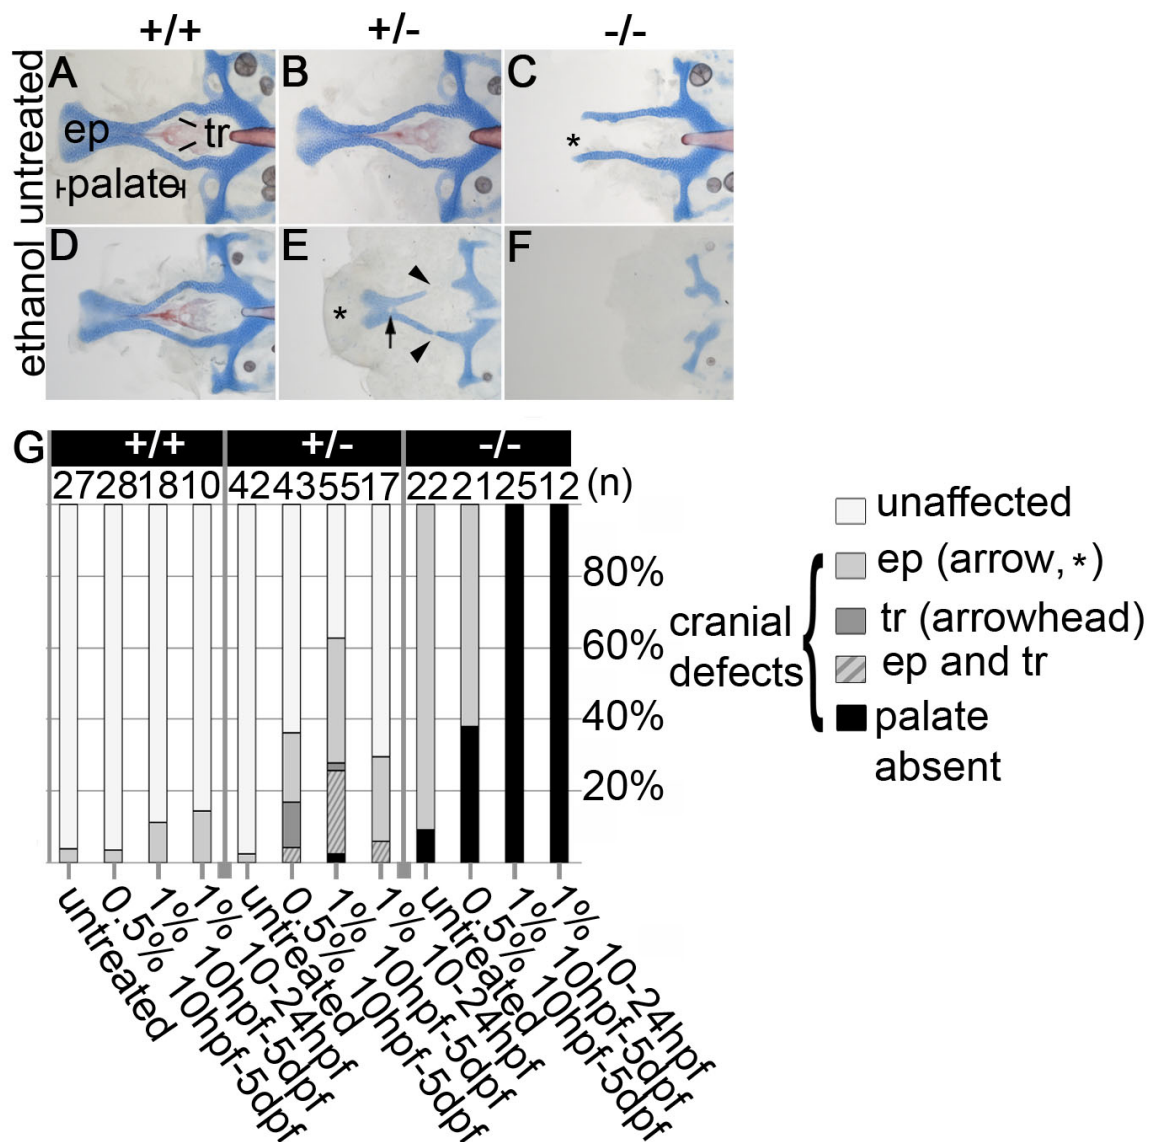 +/+ +/- -/-
untreated
ethanol
A B C
ep tr *
palate
D E F
*
G +/+ +/- -/-
27 28 18 10 42 43 55 17 22 21 25 12 (n)
80%
60%
40%
20%
unaffected
ep (arrow, *)
tr (arrowhead)
ep and tr
palate
absent
cranial
defects
untreated
0.5% 10hpf-5dpf
1% 10hpf-5dpf
1% 10-24hpf
untreated
0.5% 10hpf-5dpf
1% 10hpf-5dpf
1% 10-24hpf
untreated
0.5% 10hpf-5dpf
1% 10hpf-5dpf
1% 10-24hpf